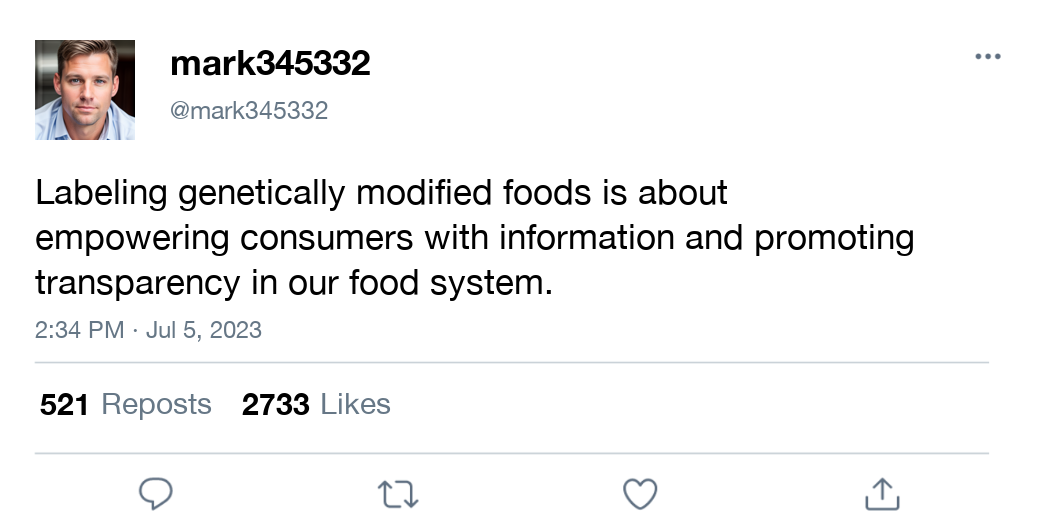 mark345332
@mark345332
Labeling genetically modified foods is about
empowering consumers with information and promoting
transparency in our food system.
2:34 PM · Jul 5, 2023
521 Reposts 2733 Likes